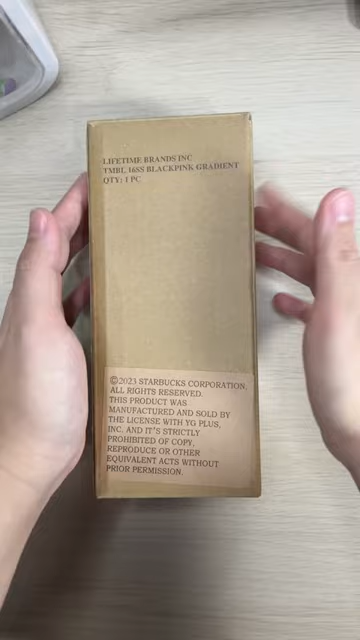 LIFETIME BRANDS INC
TMBL 16SS BLACKPINK GRADIENT
QTY: 1 PC
©2023 STARBUCKS CORPORATION,
ALL RIGHTS RESERVED.
THIS PRODUCT WAS
MANUFACTURED AND SOLD BY
THE LICENSE WITH YG PLUS,
INC. AND IT'S STRICTLY
PROHIBITED OF COPY,
REPRODUCE OR OTHER
EQUIVALENT ACTS WITHOUT
PRIOR PERMISSION.